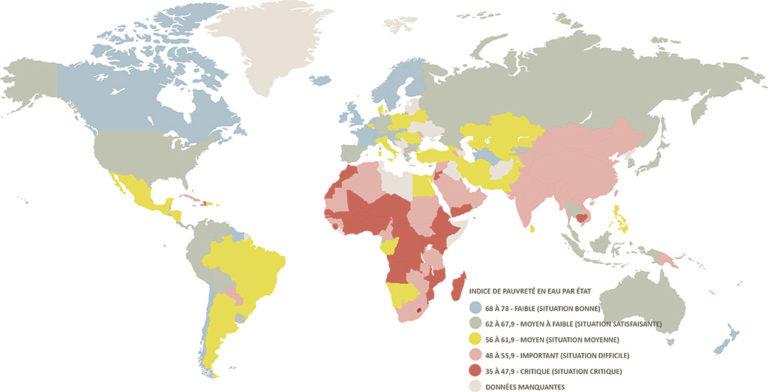 INDICE DE PAUVRETÉ EN EAU PAR ÉTAT
68 À 78 - FAIBLE (SITUATION BONNE)
62 À 67,9 - MOYEN À FAIBLE (SITUATION SATISFAISANTE)
56 À 61,9 - MOYEN (SITUATION MOYENNE)
48 À 55,9 - IMPORTANT (SITUATION DIFFICILE)
35 À 47,9 - CRITIQUE (SITUATION CRITIQUE)
DONNÉES MANQUANTES